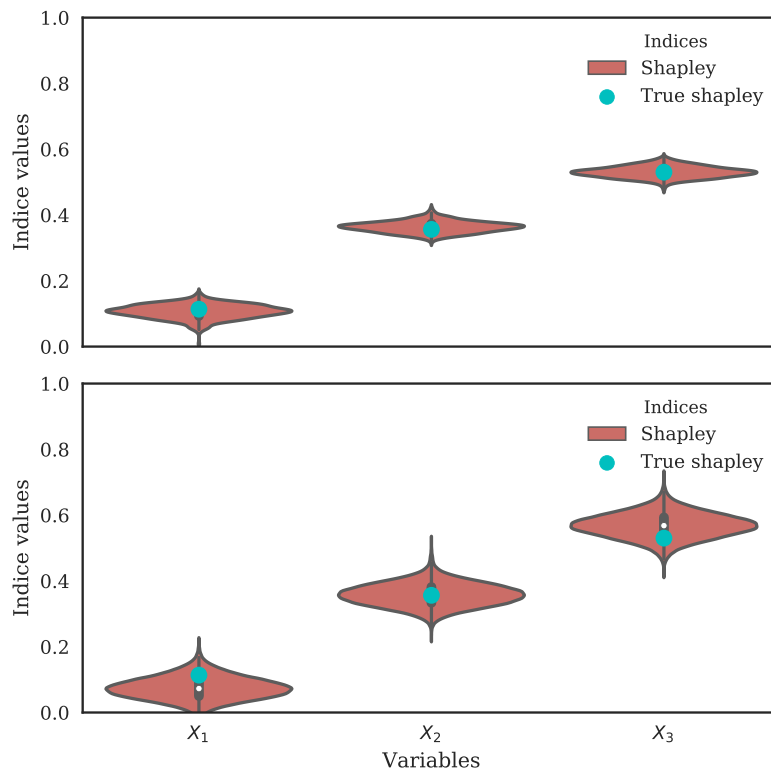 1.0
Indices
Shapley
True shapley
0.8
0.6
0.4
0.2
0.0
Indice values
1.0
Indices
Shapley
True shapley
0.8
0.6
0.4
0.2
0.0
Indice values
X₁ X₂ X₃
Variables